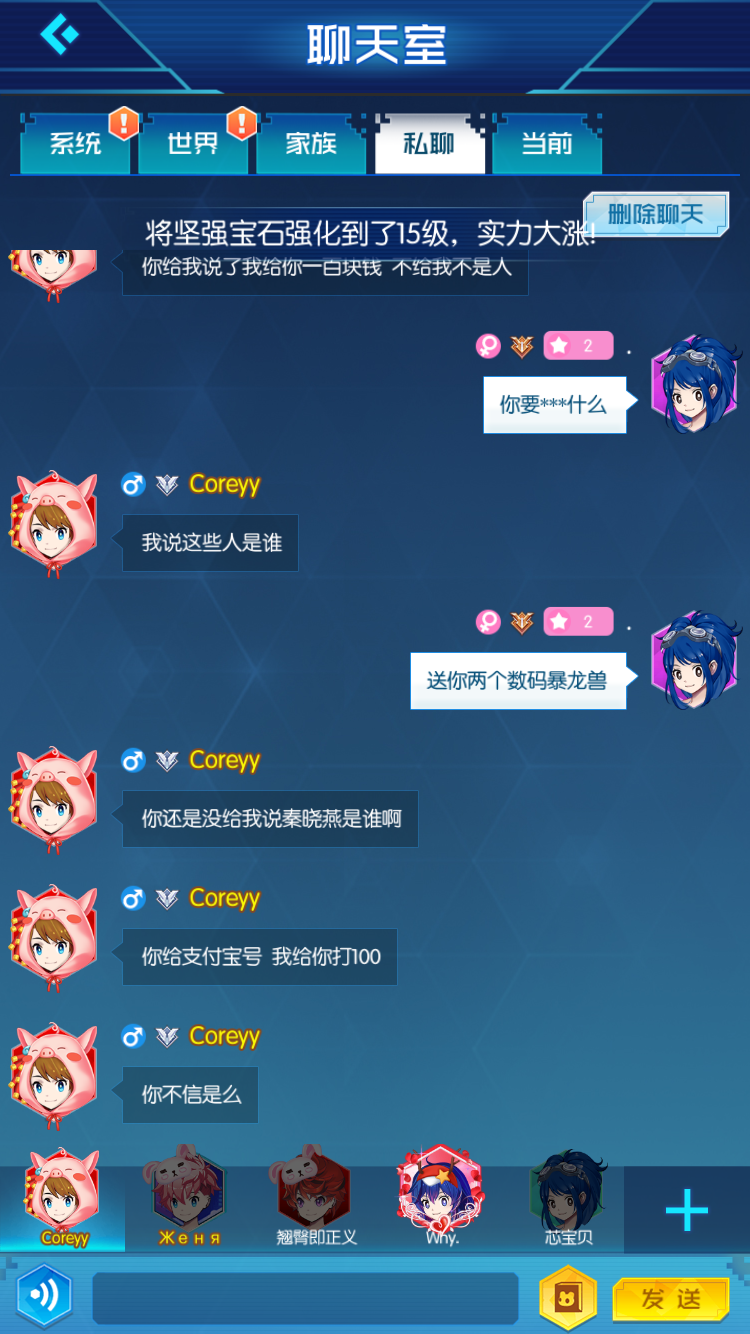 聊天室
系统
世界
家族
私聊
当前
删除聊天
将坚强宝石强化到了15级，实力大涨!
你给我说了我给你一百块钱 不给我不是人
2 .
你要***什么
Coreyy
我说这些人是谁
2 .
送你两个数码暴龙兽
Coreyy
你还是没给我说秦晓燕是谁啊
Coreyy
你给支付宝号 我给你打100
Coreyy
你不信是么
Coreyy
Женя
翘臀即正义
Why.
芯宝贝
发送